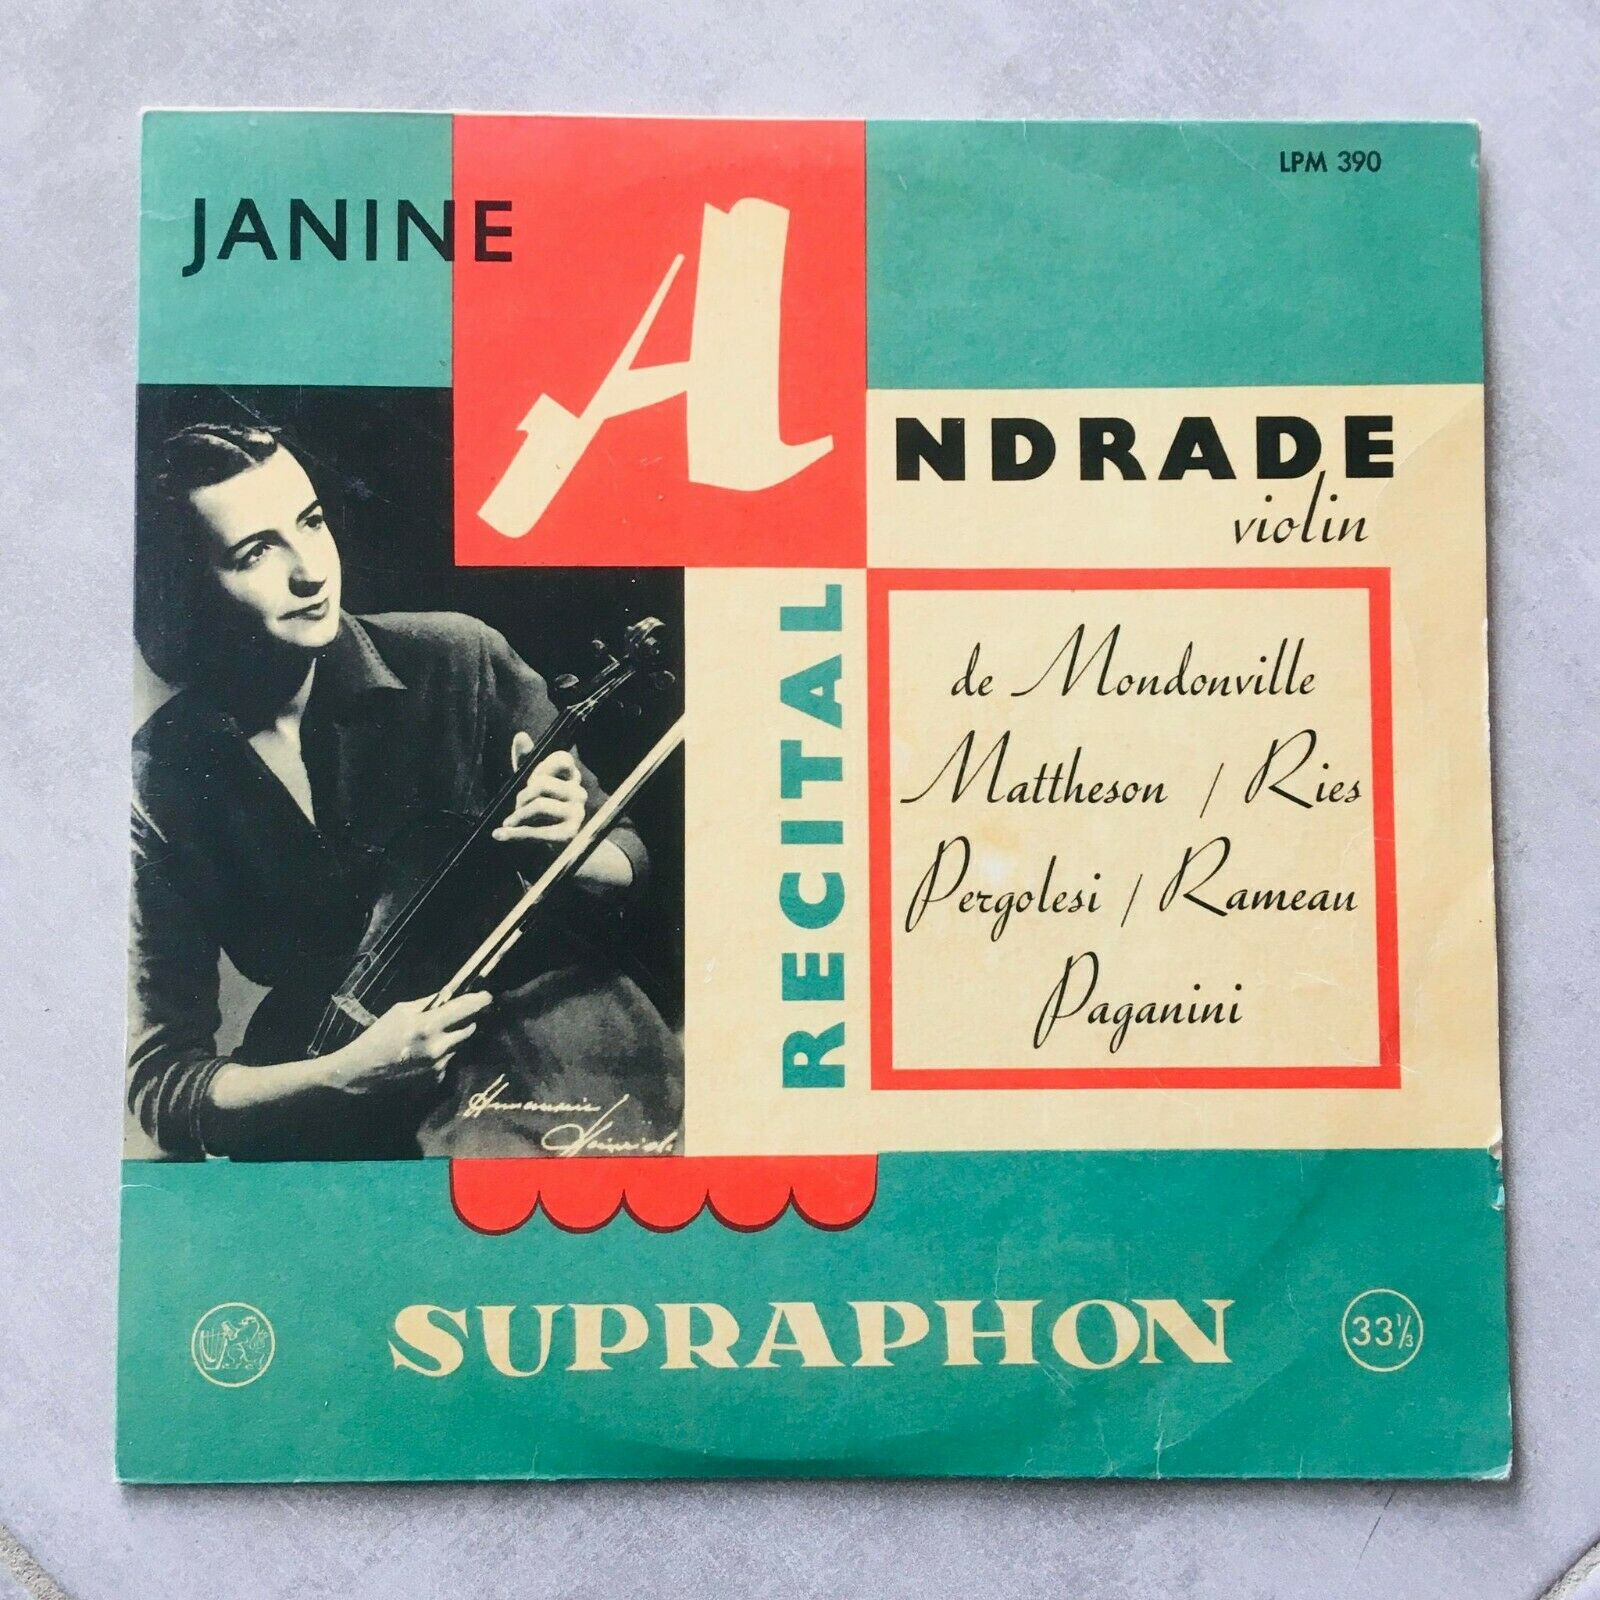 LPM 390
JANINE
ANDRADE
violin
RECITAL
de Mondonville
Mattheson / Ries
Pergolesi / Rameau
Paganini
SUPRAPHON
33⅓